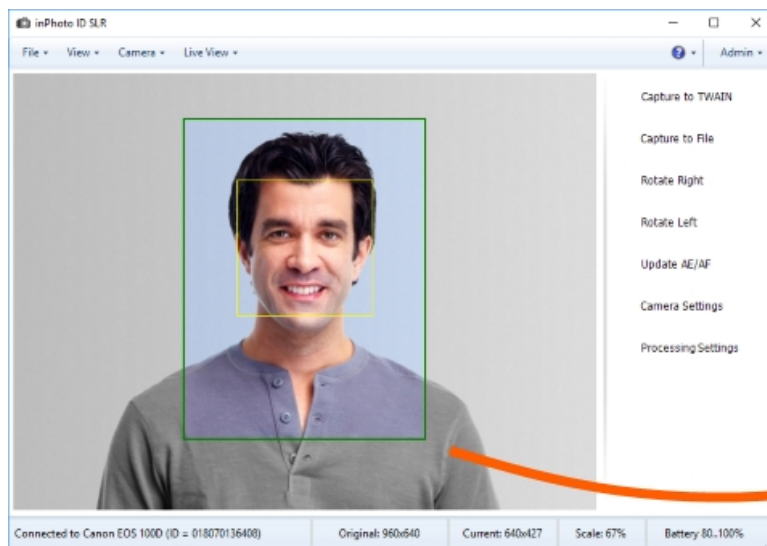 inPhoto ID SLR
File View Camera Live View Admin
Capture to TWAIN
Capture to File
Rotate Right
Rotate Left
Update AE/AF
Camera Settings
Processing Settings
Connected to Canon EOS 100D (ID = 018070136408) Original: 960x640 Current: 640x427 Scale: 67% Battery 80..100%